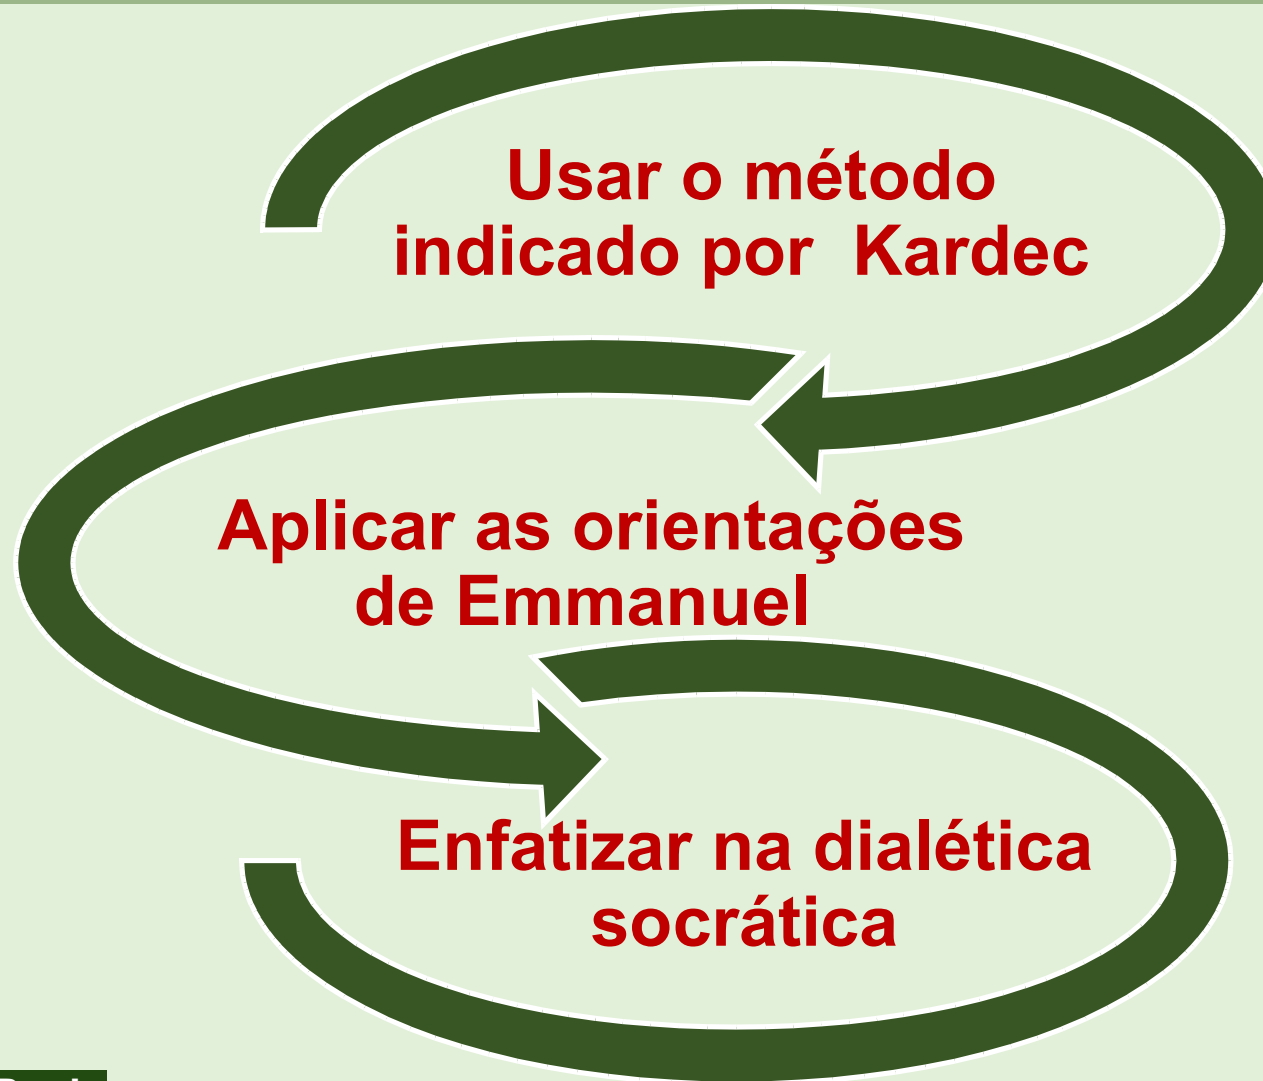 Usar o método
indicado por  Kardec
Aplicar as orientações
de Emmanuel
Enfatizar na dialética
socrática